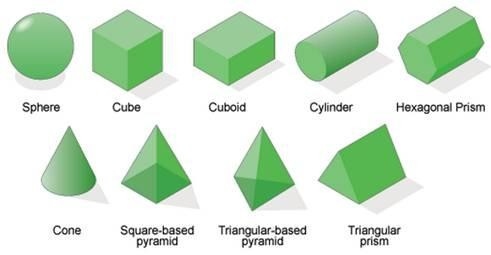 Sphere
Cube
Cuboid
Cylinder
Hexagonal Prism
Cone
Square-based
pyramid
Triangular-based
pyramid
Triangular
prism